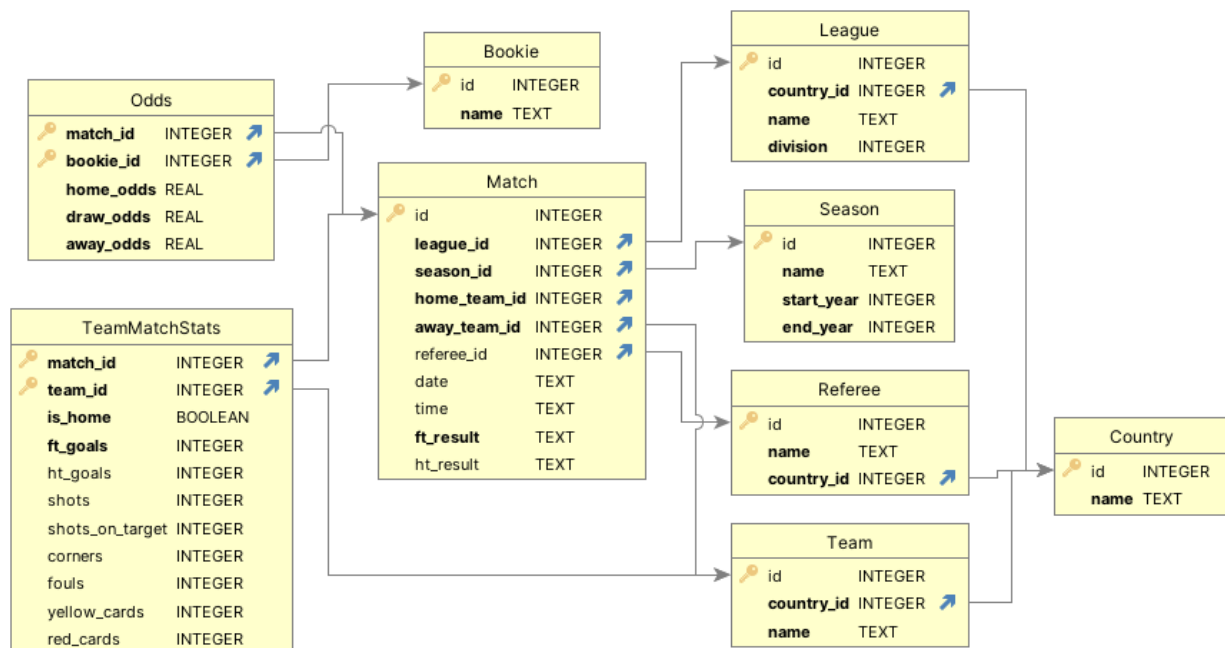 Odds
match_id INTEGER
bookie_id INTEGER
home_odds REAL
draw_odds REAL
away_odds REAL
TeamMatchStats
match_id INTEGER
team_id INTEGER
is_home BOOLEAN
ft_goals INTEGER
ht_goals INTEGER
shots INTEGER
shots_on_target INTEGER
corners INTEGER
fouls INTEGER
yellow_cards INTEGER
red_cards INTEGER
Bookie
id INTEGER
name TEXT
Match
id INTEGER
league_id INTEGER
season_id INTEGER
home_team_id INTEGER
away_team_id INTEGER
referee_id INTEGER
date TEXT
time TEXT
ft_result TEXT
ht_result TEXT
League
id INTEGER
country_id INTEGER
name TEXT
division INTEGER
Season
id INTEGER
name TEXT
start_year INTEGER
end_year INTEGER
Referee
id INTEGER
name TEXT
country_id INTEGER
Team
id INTEGER
country_id INTEGER
name TEXT
Country
id INTEGER
name TEXT